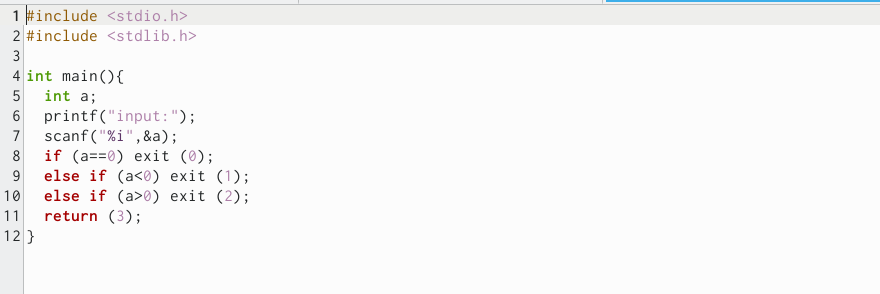 1 #include <stdio.h>
2 #include <stdlib.h>
3
4 int main(){
5   int a;
6   printf("input:");
7   scanf("%i",&a);
8   if (a==0) exit (0);
9   else if (a<0) exit (1);
10   else if (a>0) exit (2);
11   return (3);
12 }